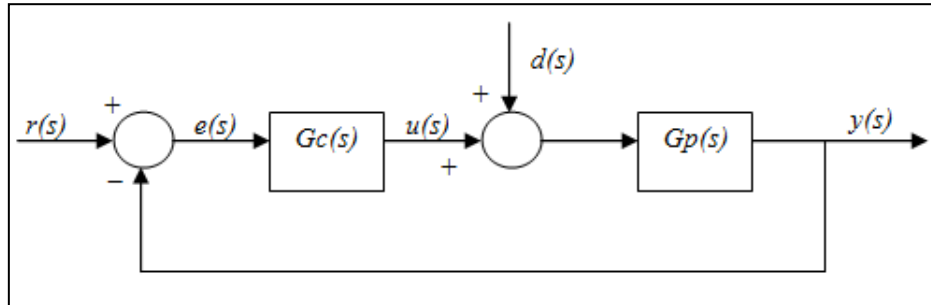 d(s)
+
+
r(s)
e(s)
Gc(s)
u(s)
Gp(s)
y(s)
−
+